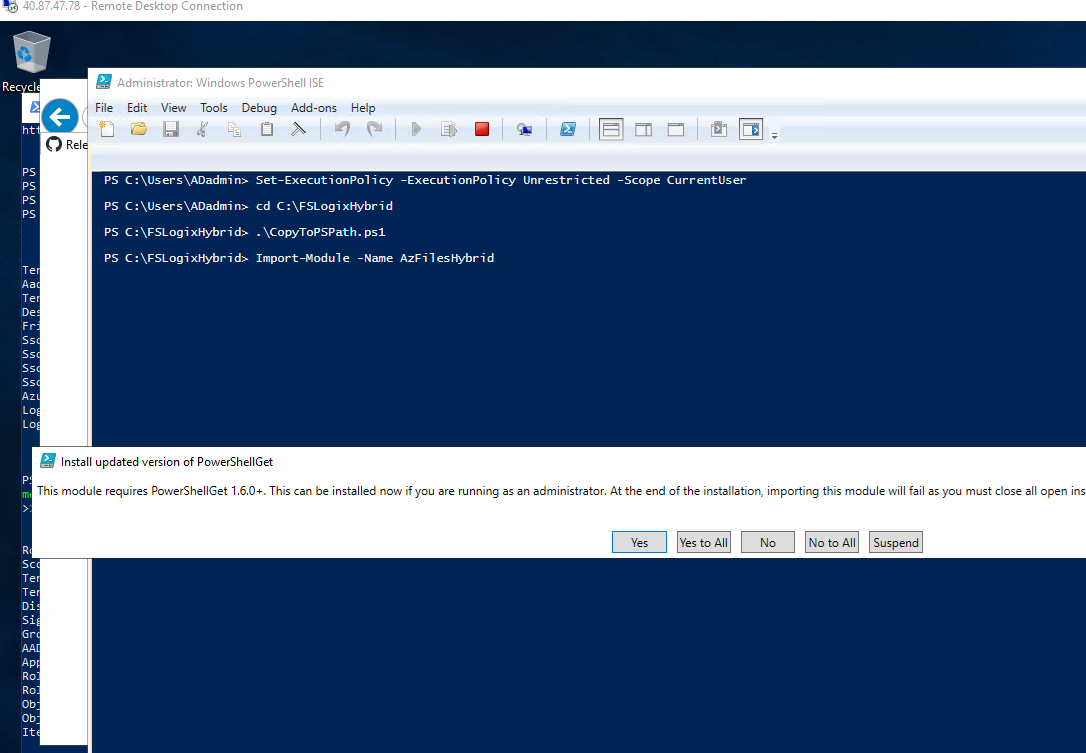 40.87.47.78 - Remote Desktop Connection
Recycle
Administrator: Windows PowerShell ISE
File Edit View Tools Debug Add-ons Help
htt
Rele
PS
PS
PS
PS
PS C:\Users\ADadmin> Set-ExecutionPolicy -ExecutionPolicy Unrestricted -Scope CurrentUser
PS C:\Users\ADadmin> cd C:\FSLogixHybrid
PS C:\FSLogixHybrid> .\CopyToPSPath.ps1
PS C:\FSLogixHybrid> Import-Module -Name AzFilesHybrid
Ter
Aad
Ter
Des
Fri
Sso
Sso
Sso
Sso
Azu
Log
Log
Install updated version of PowerShellGet
This module requires PowerShellGet 1.6.0+. This can be installed now if you are running as an administrator. At the end of the installation, importing this module will fail as you must close all open ins
Yes Yes to All No No to All Suspend
Sco
Ter
Ter
Dis
Sig
Gro
AAD
App
Rol
Rol
Obj
Obj
Ite